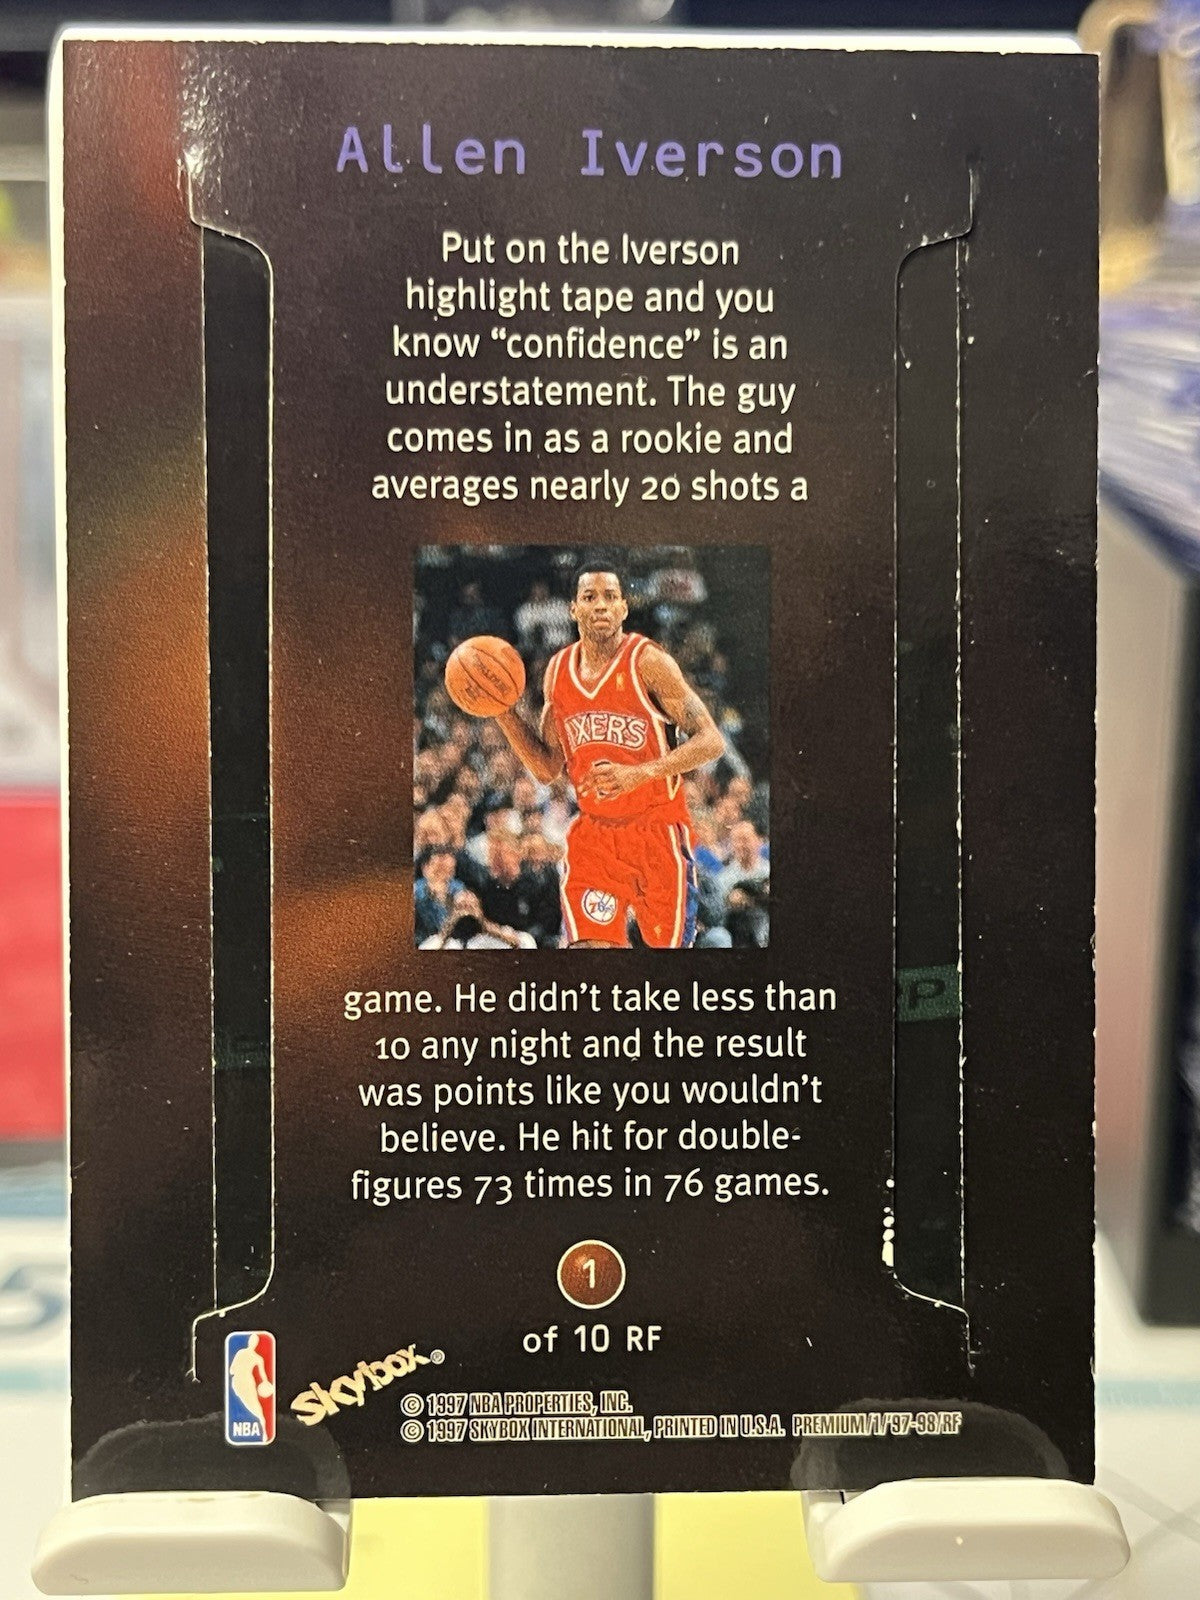 Allen Iverson
Put on the Iverson
highlight tape and you
know “confidence” is an
understatement. The guy
comes in as a rookie and
averages nearly 20 shots a
SPALDING
IXERS
76ers
game. He didn’t take less than
10 any night and the result
was points like you wouldn’t
believe. He hit for double-
figures 73 times in 76 games.
P
1
of 10 RF
NBA
skybox®
© 1997 NBA PROPERTIES, INC.
© 1997 SKYBOX INTERNATIONAL, PRINTED IN U.S.A. PREMIUM/1/'97-98/RF